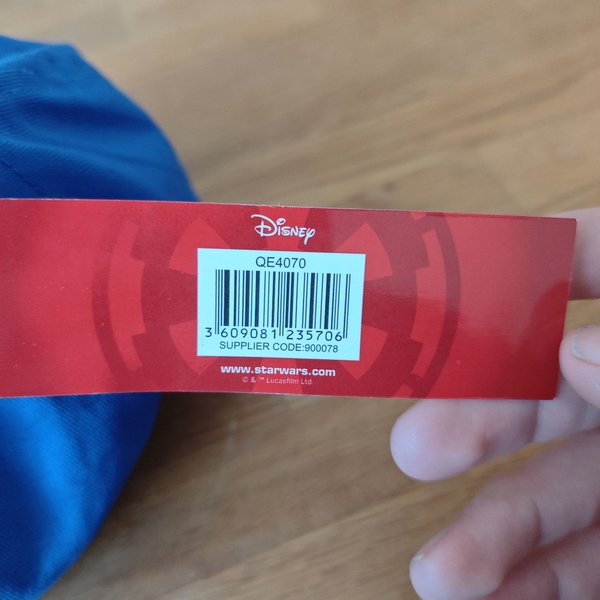 Disney
QE4070
3 609081 235706
SUPPLIER CODE:900078
www.starwars.com
© & ™ Lucasfilm Ltd.